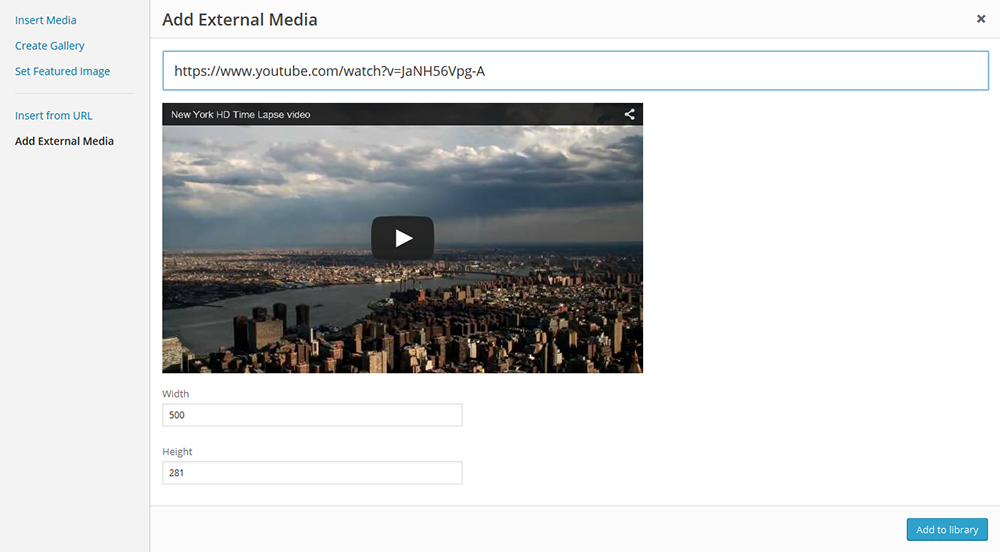 Insert Media
Create Gallery
Set Featured Image
Insert from URL
Add External Media
Add External Media
https://www.youtube.com/watch?v=JaNH56Vpg-A
New York HD Time Lapse video
Width
500
Height
281
Add to library